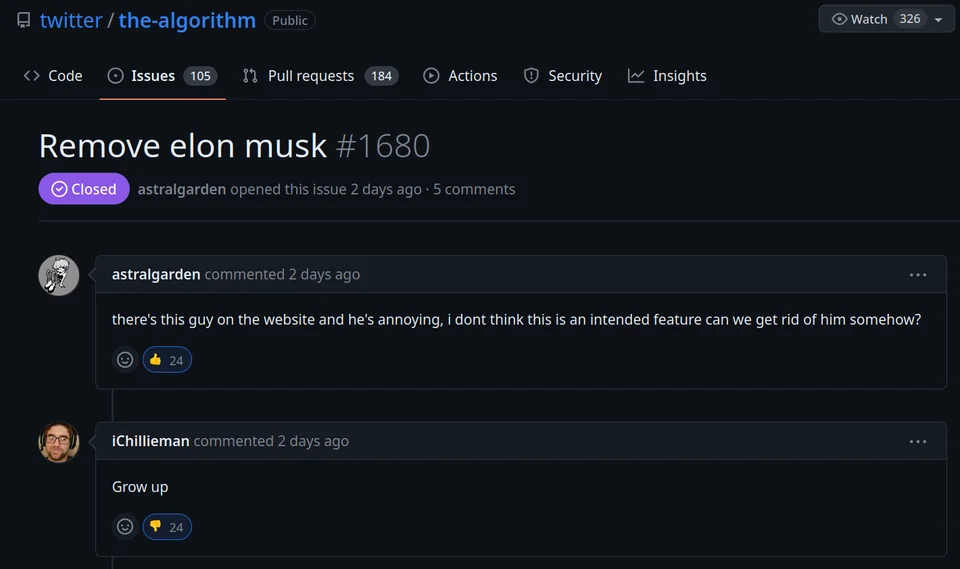 twitter / the-algorithm Public Watch 326
Code Issues 105 Pull requests 184 Actions Security Insights
Remove elon musk #1680
Closed astralgarden opened this issue 2 days ago · 5 comments
astralgarden commented 2 days ago
there's this guy on the website and he's annoying, i dont think this is an intended feature can we get rid of him somehow?
24
iChillieman commented 2 days ago
Grow up
24